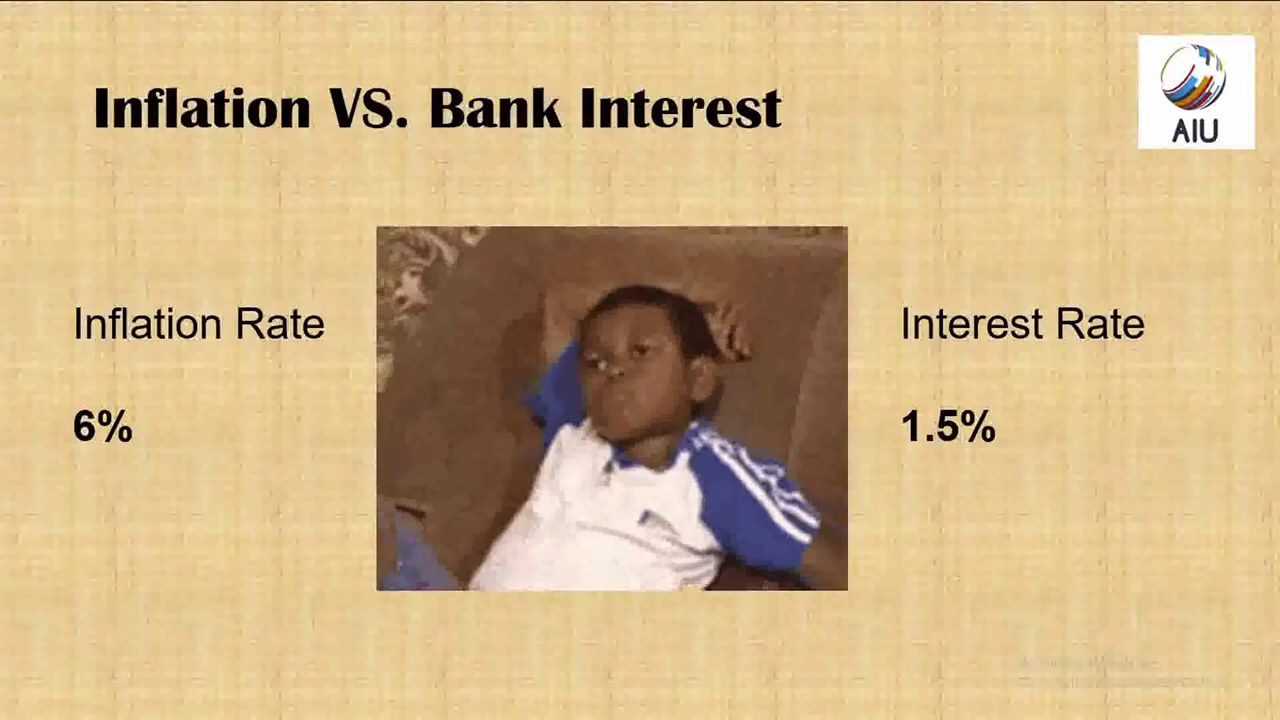 Inflation VS. Bank Interest
AIU
Inflation Rate
6%
Interest Rate
1.5%